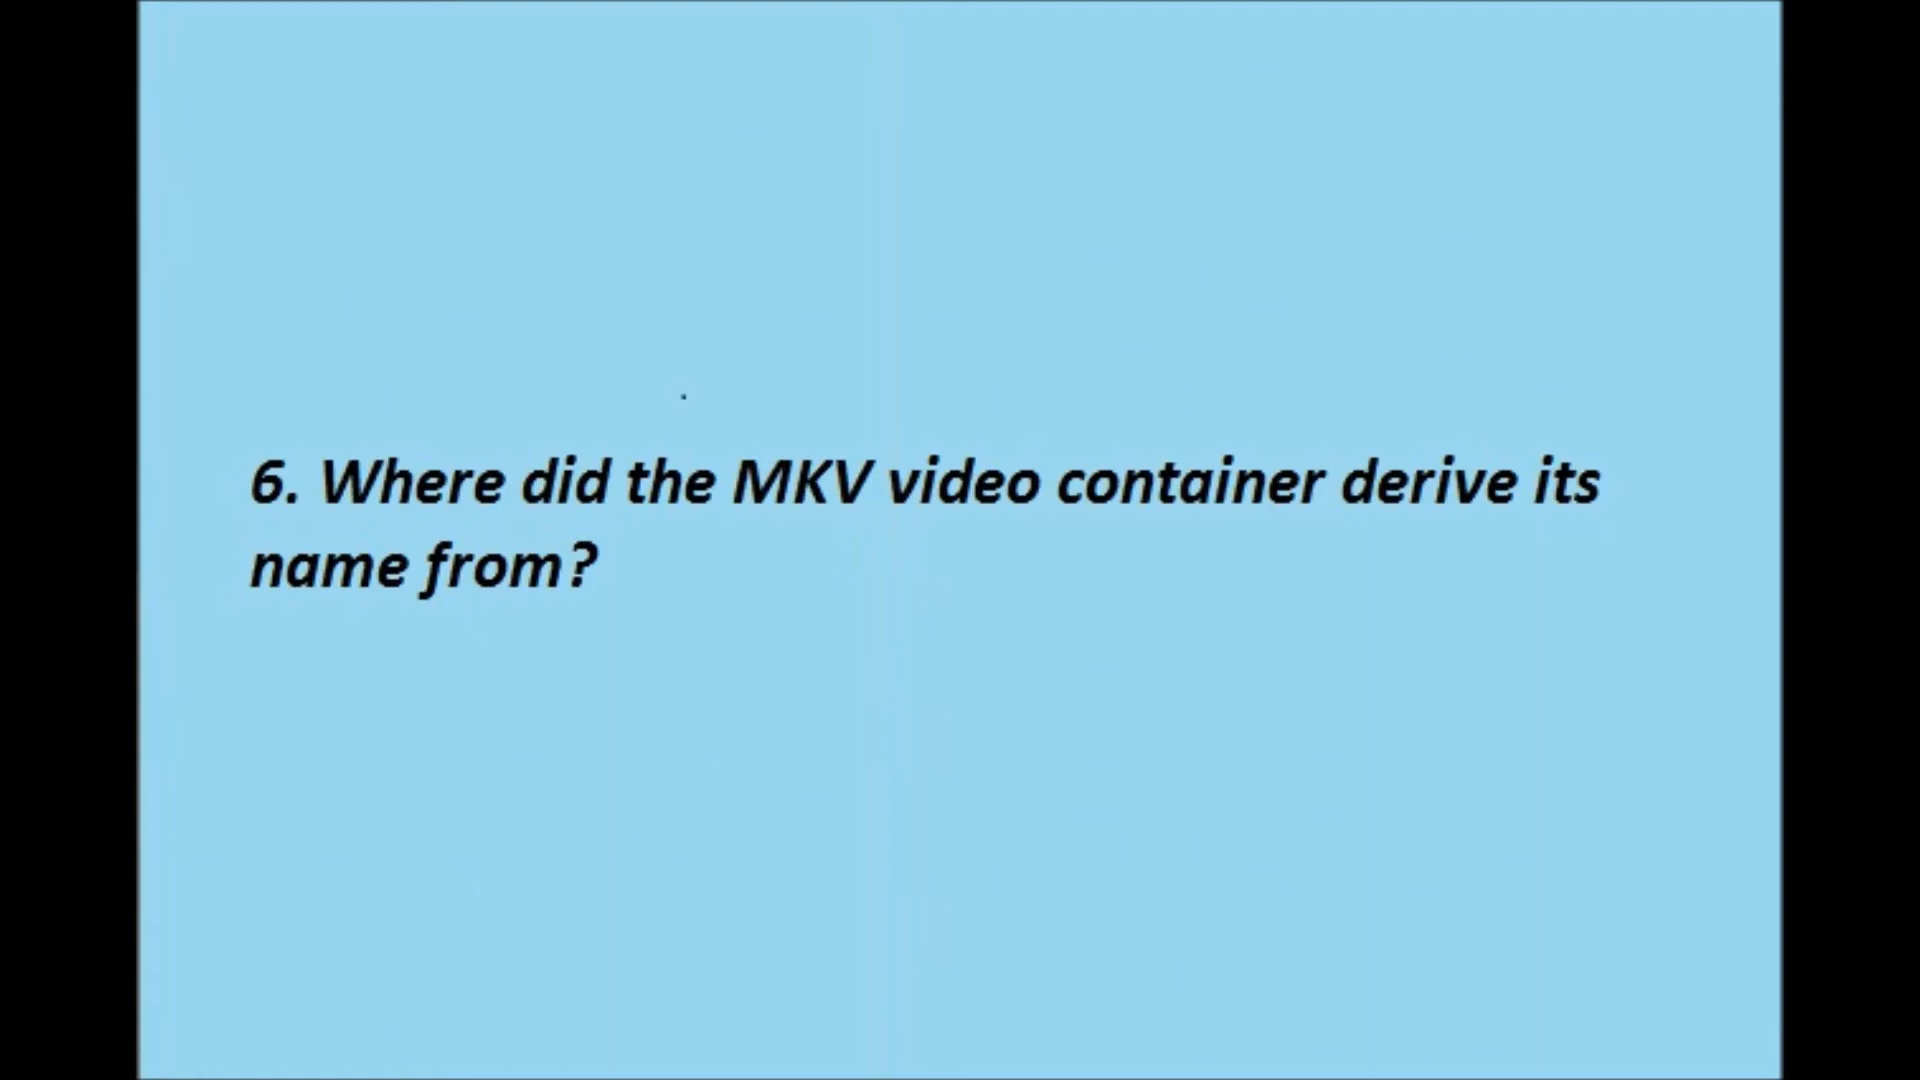 6. Where did the MKV video container derive its
name from?